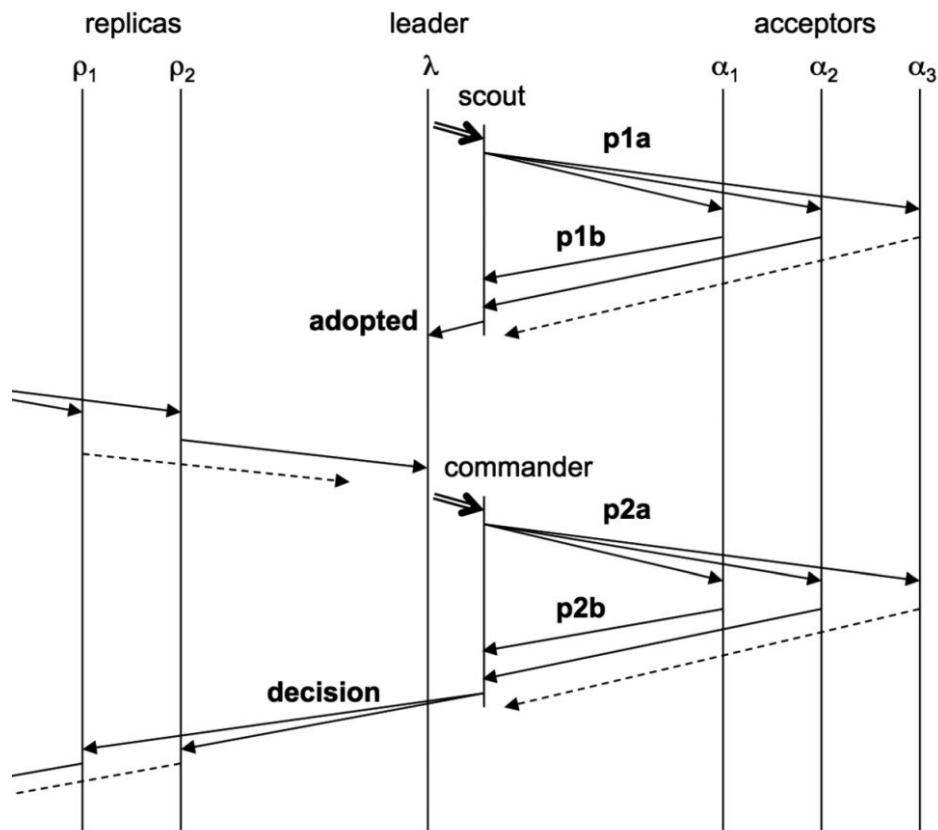 replicas leader acceptors
ρ₁ ρ₂ λ α₁ α₂ α₃
scout
p1a
p1b
adopted
commander
p2a
p2b
decision